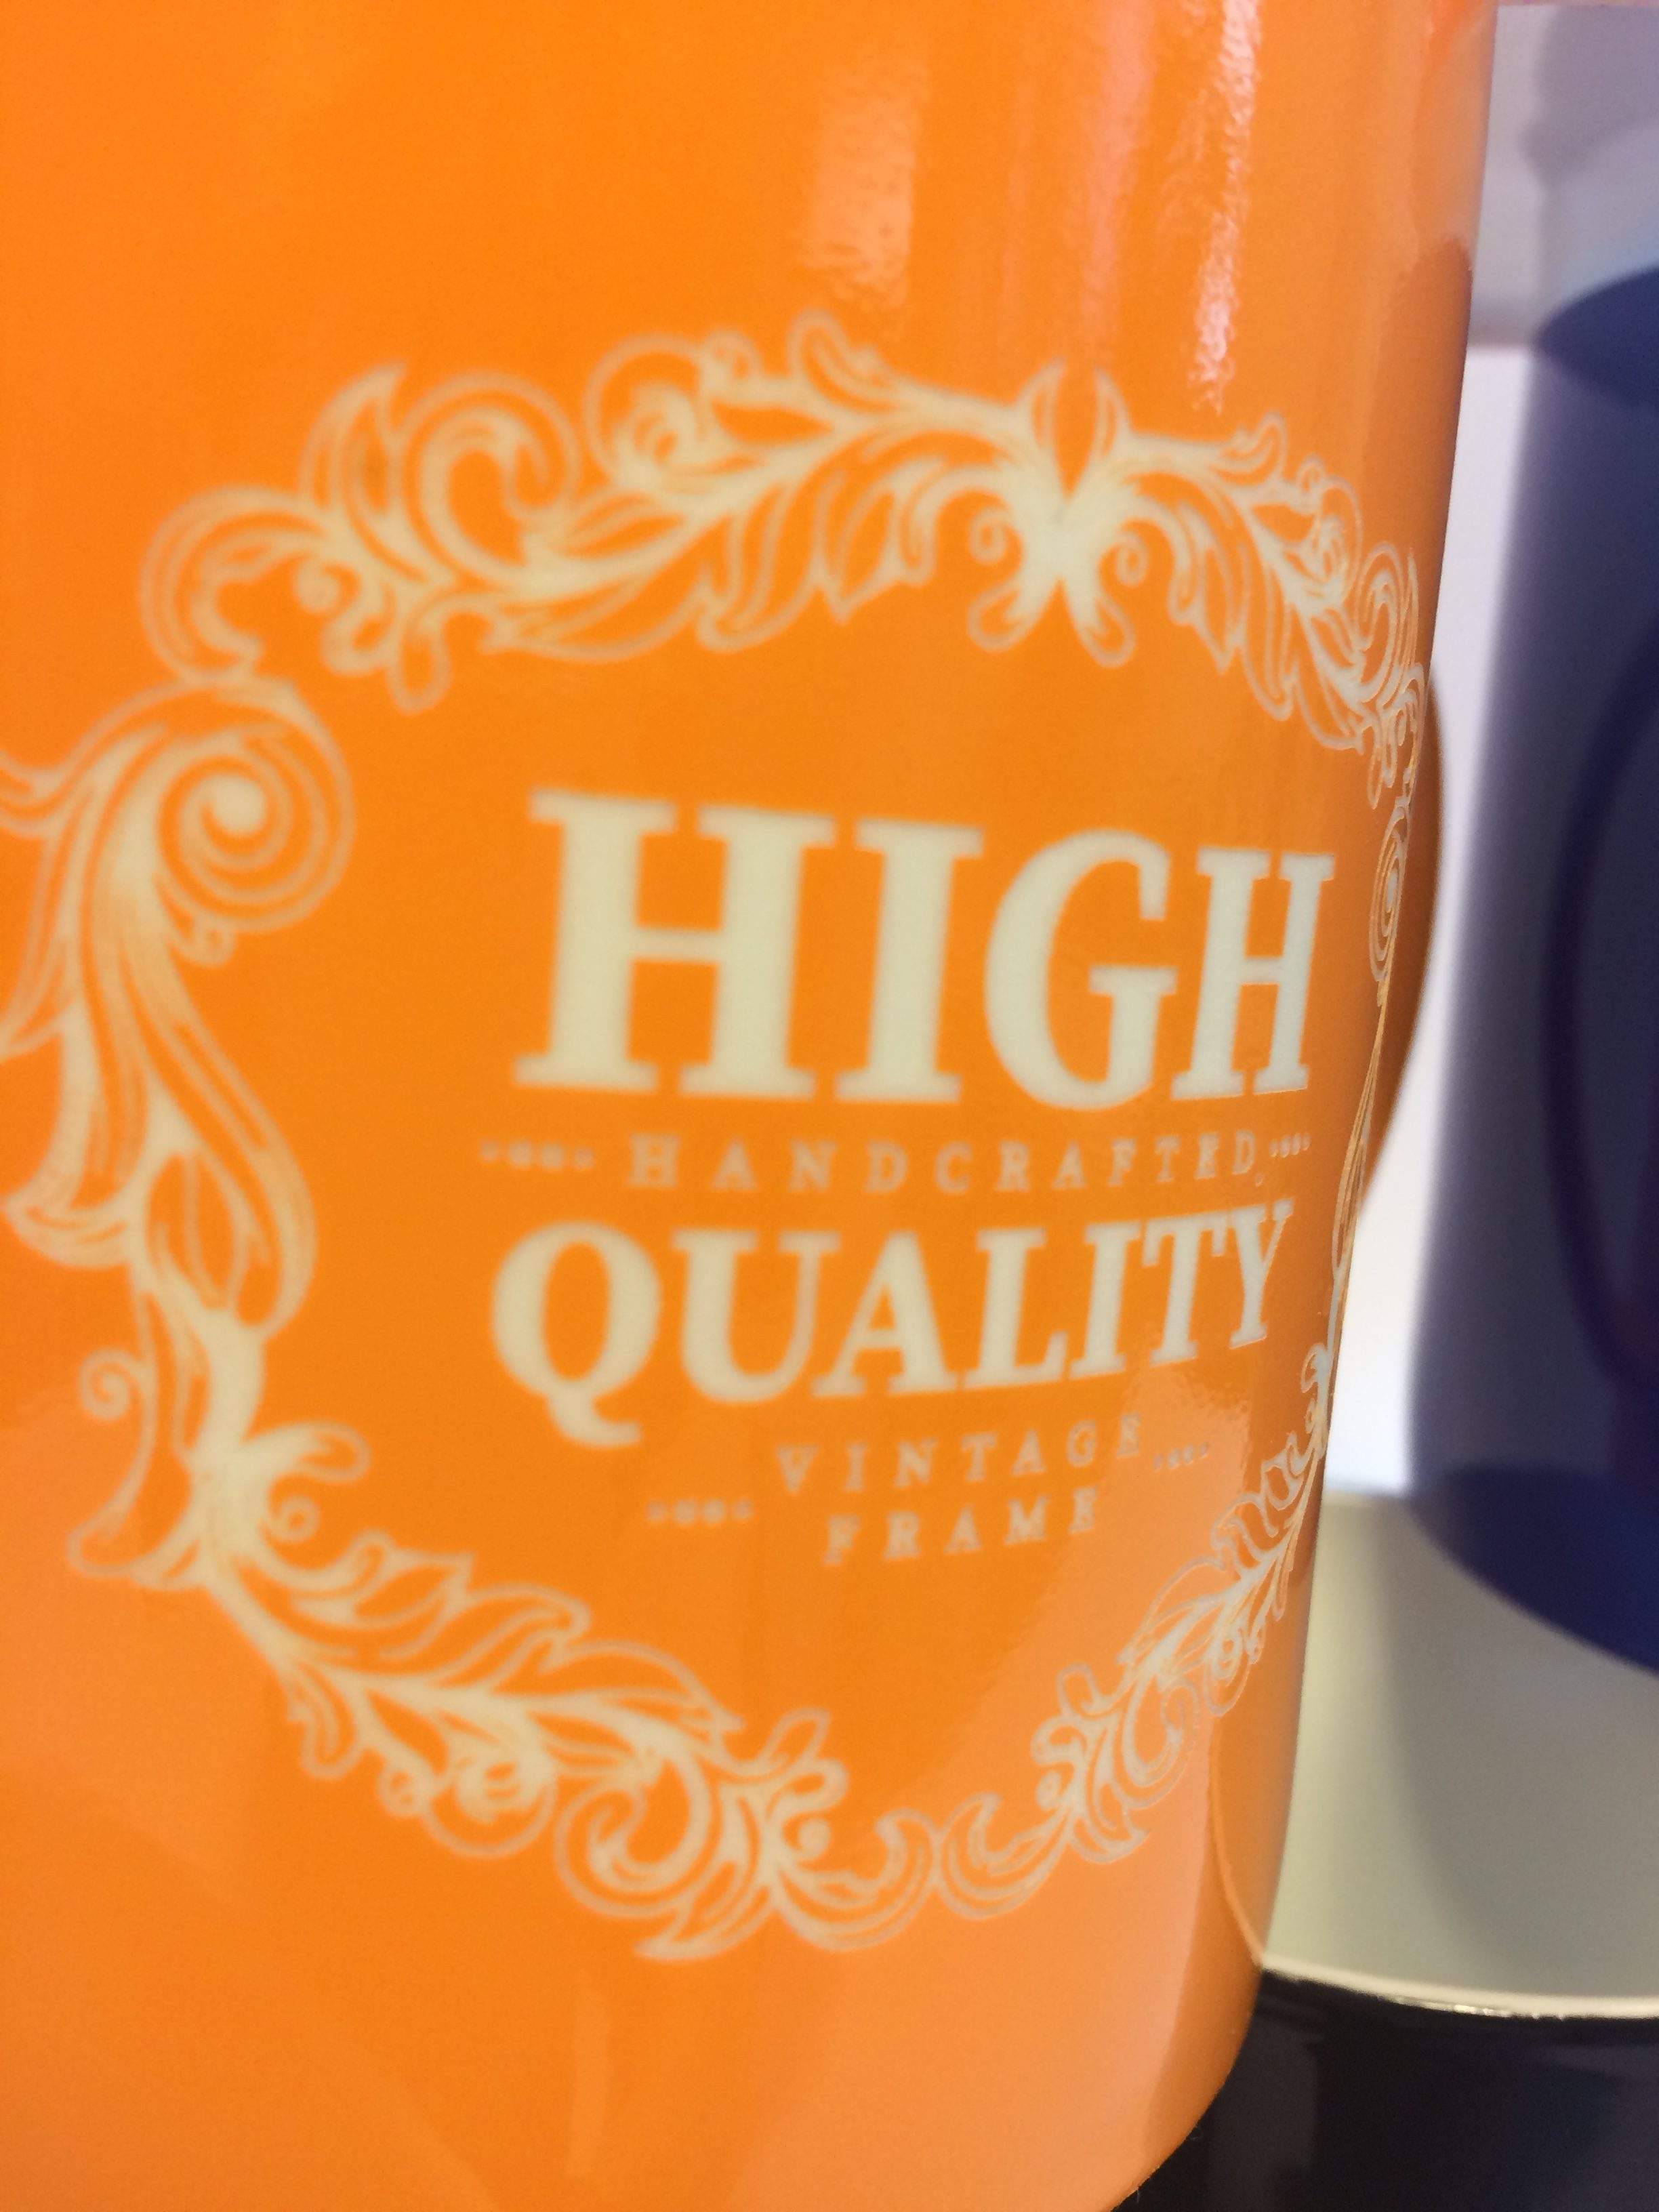 HIGH
HANDCRAFTED
QUALITY
VINTAGE
FRAME